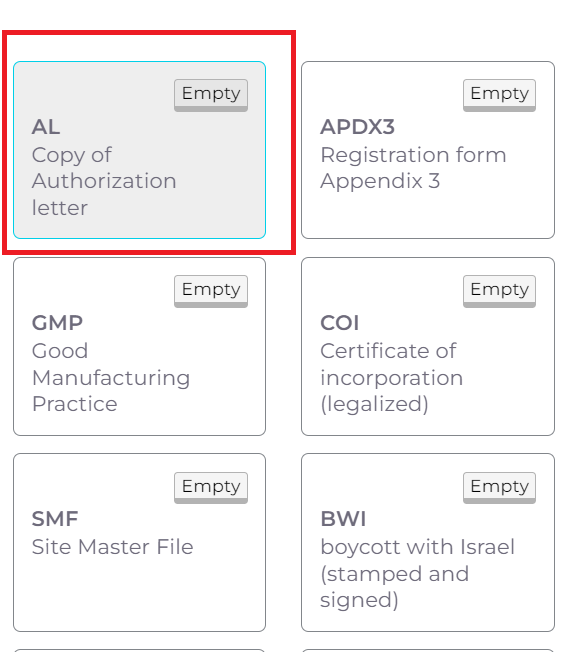 Empty
AL
Copy of
Authorization
letter
Empty
APDX3
Registration form
Appendix 3
Empty
GMP
Good
Manufacturing
Practice
Empty
COI
Certificate of
incorporation
(legalized)
Empty
SMF
Site Master File
Empty
BWI
boycott with Israel
(stamped and
signed)